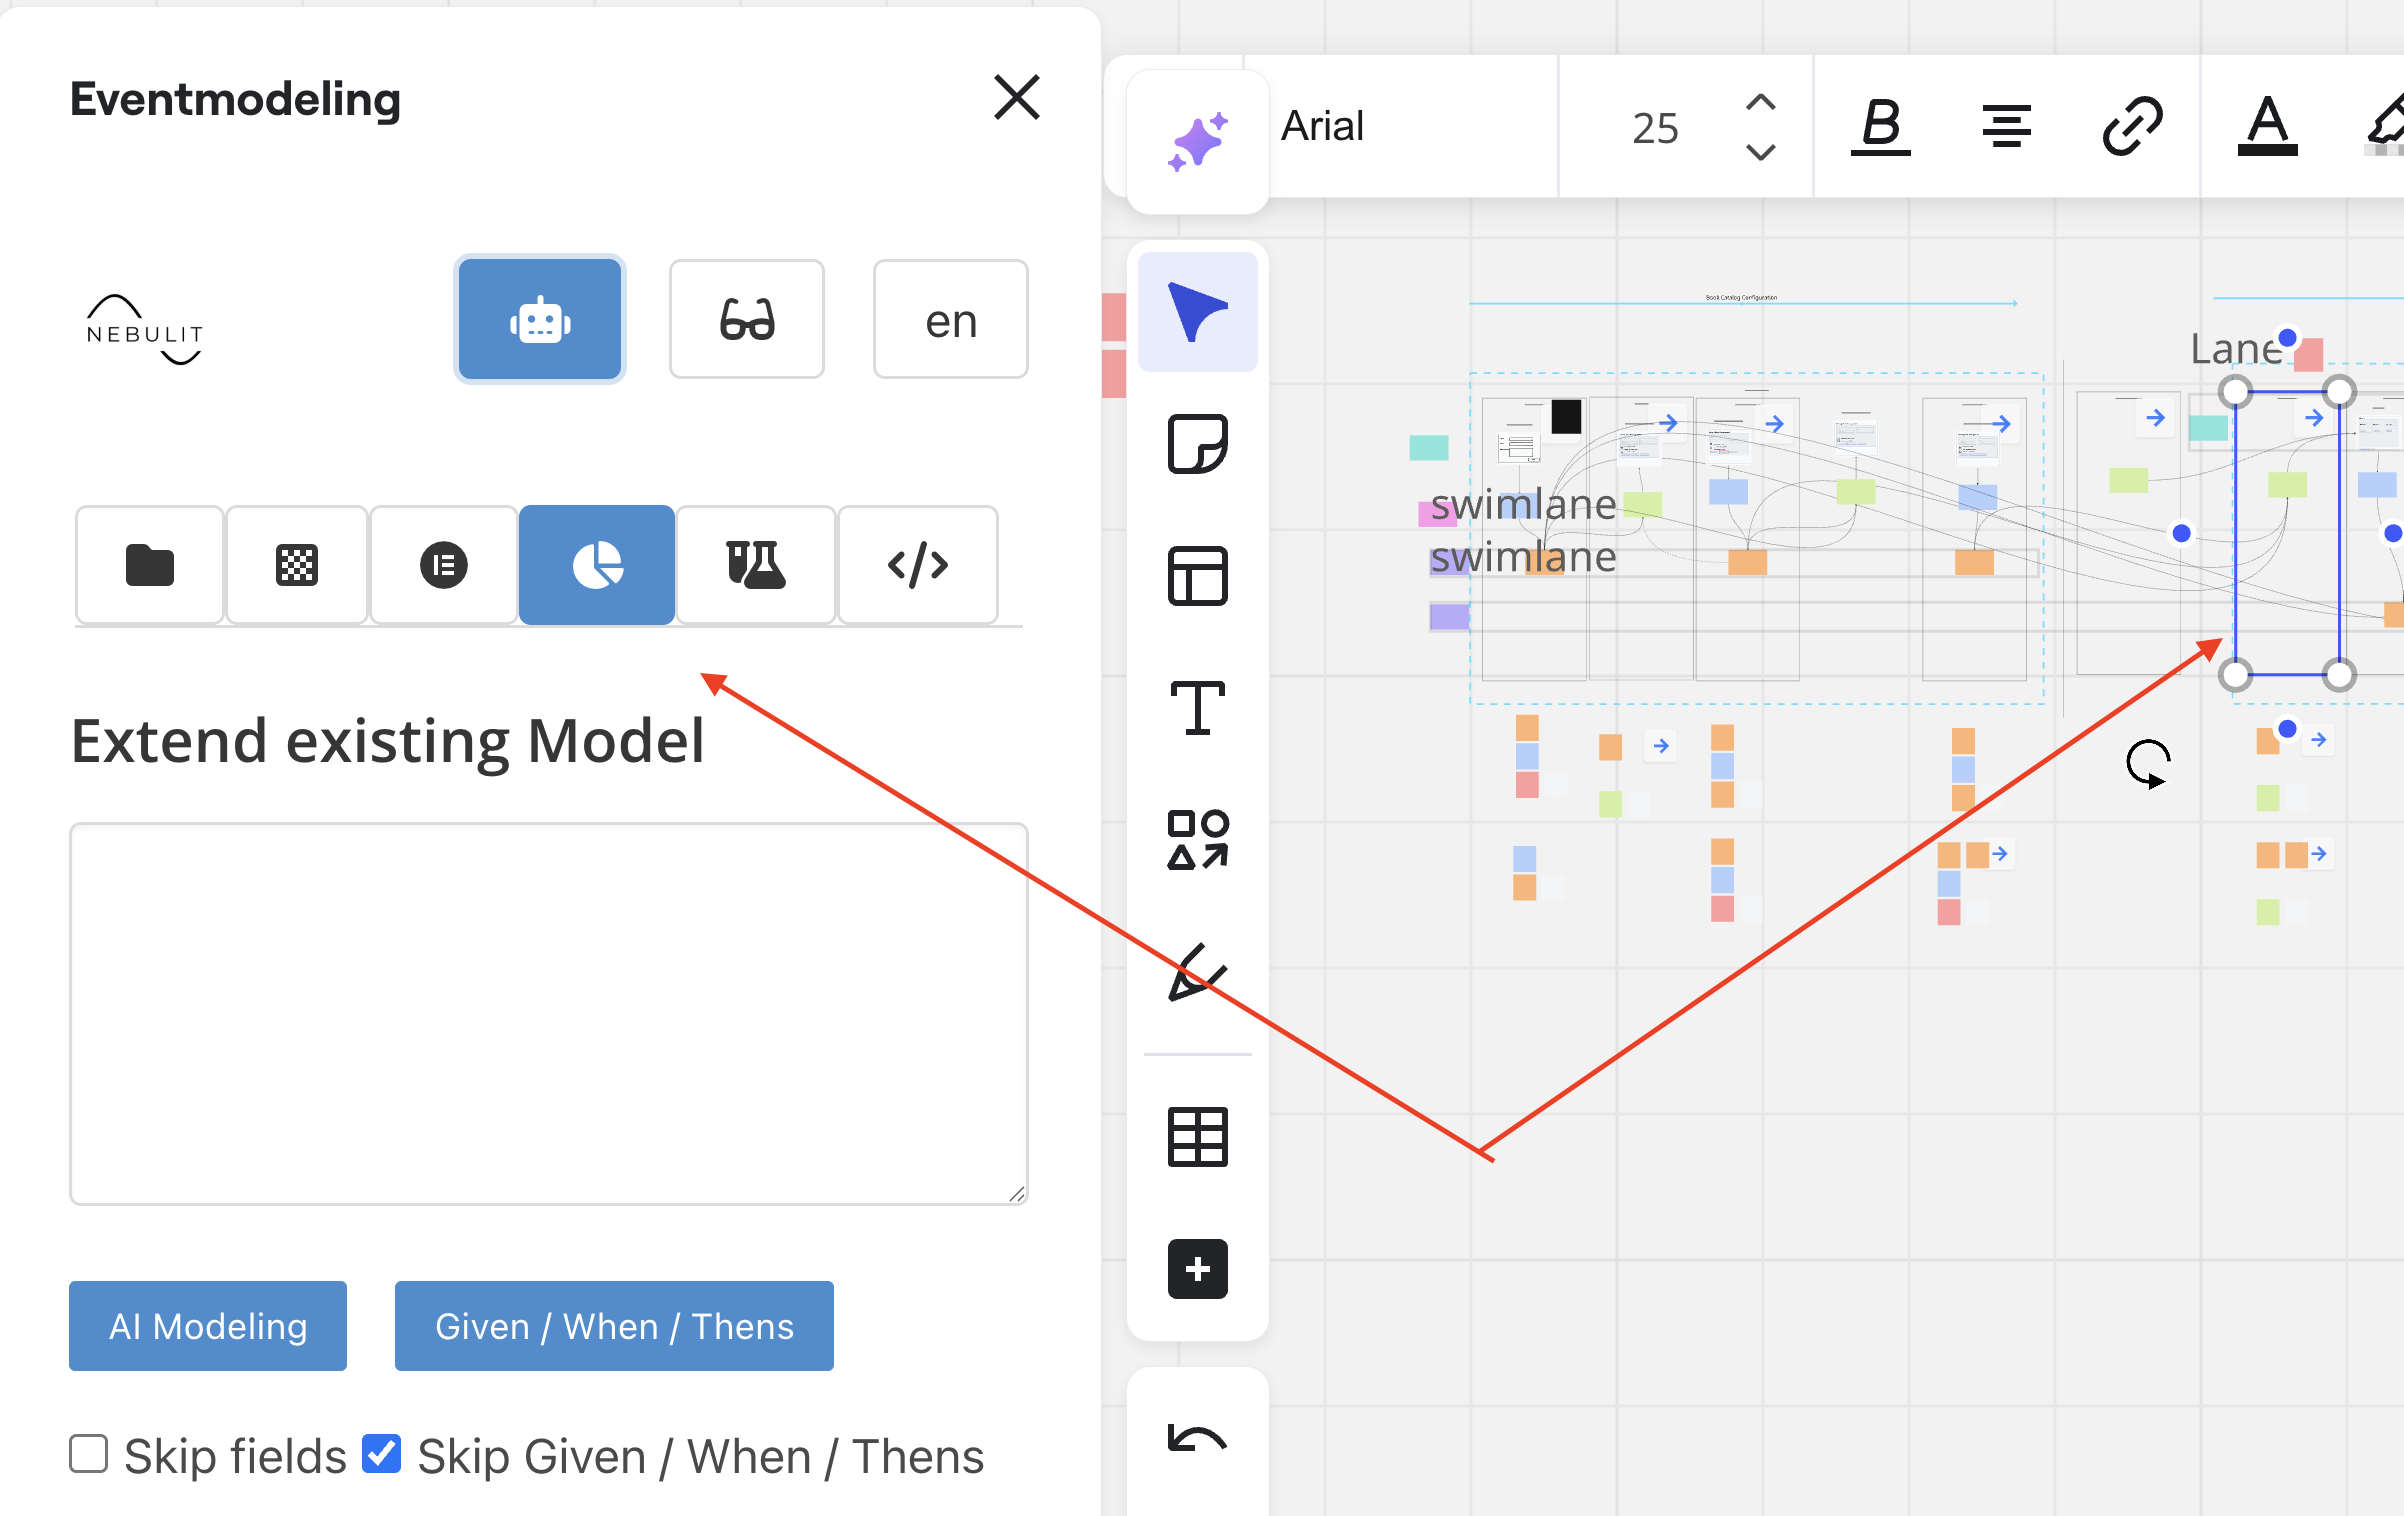 Eventmodeling
Arial
25
B
A
NEBULIT
en
Book Catalog Configuration
Lane
swimlane
swimlane
Extend existing Model
AI Modeling
Given / When / Thens
Skip fields
Skip Given / When / Thens